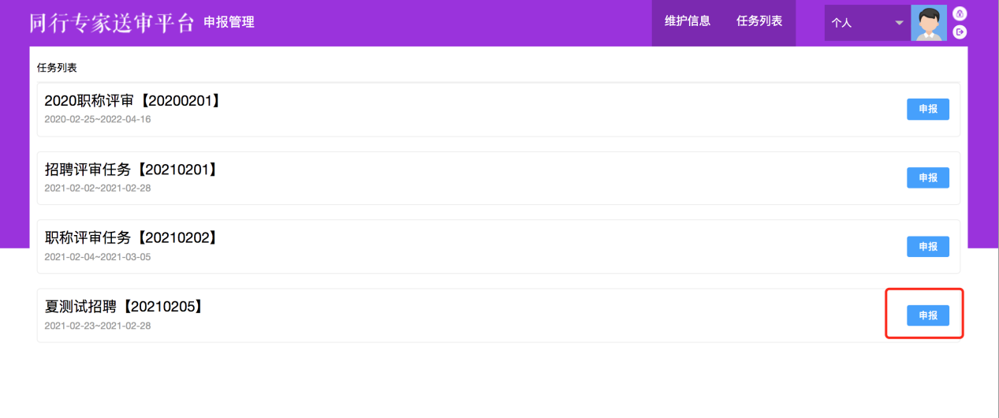 同行专家送审平台 申报管理 维护信息 任务列表 个人
任务列表
2020职称评审【20200201】
2020-02-25~2022-04-16
申报
招聘评审任务【20210201】
2021-02-02~2021-02-28
申报
职称评审任务【20210202】
2021-02-04~2021-03-05
申报
夏测试招聘【20210205】
2021-02-23~2021-02-28
申报